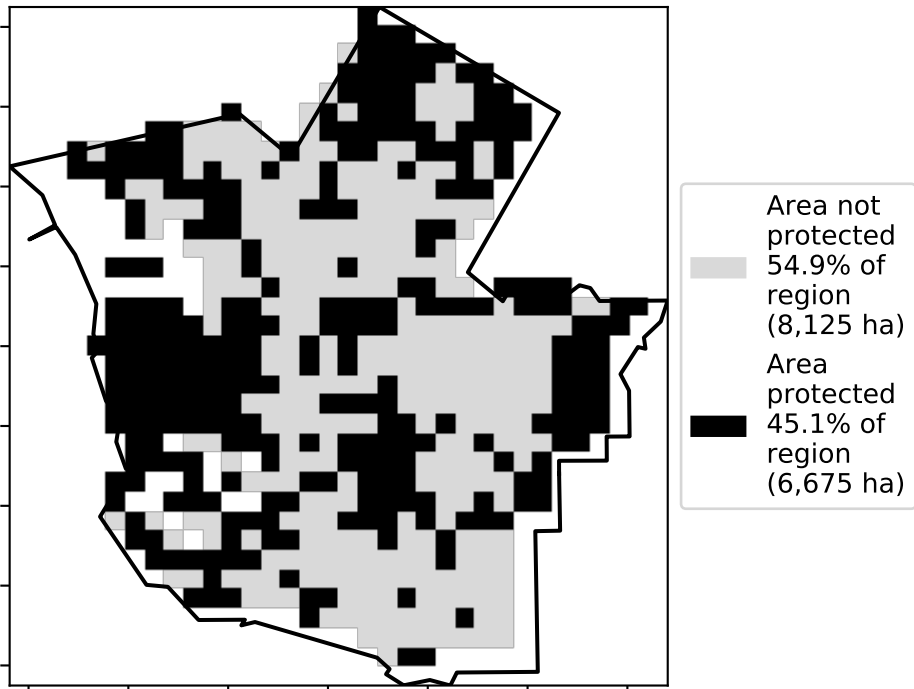 Area not
protected
54.9% of
region
(8,125 ha)
Area
protected
45.1% of
region
(6,675 ha)